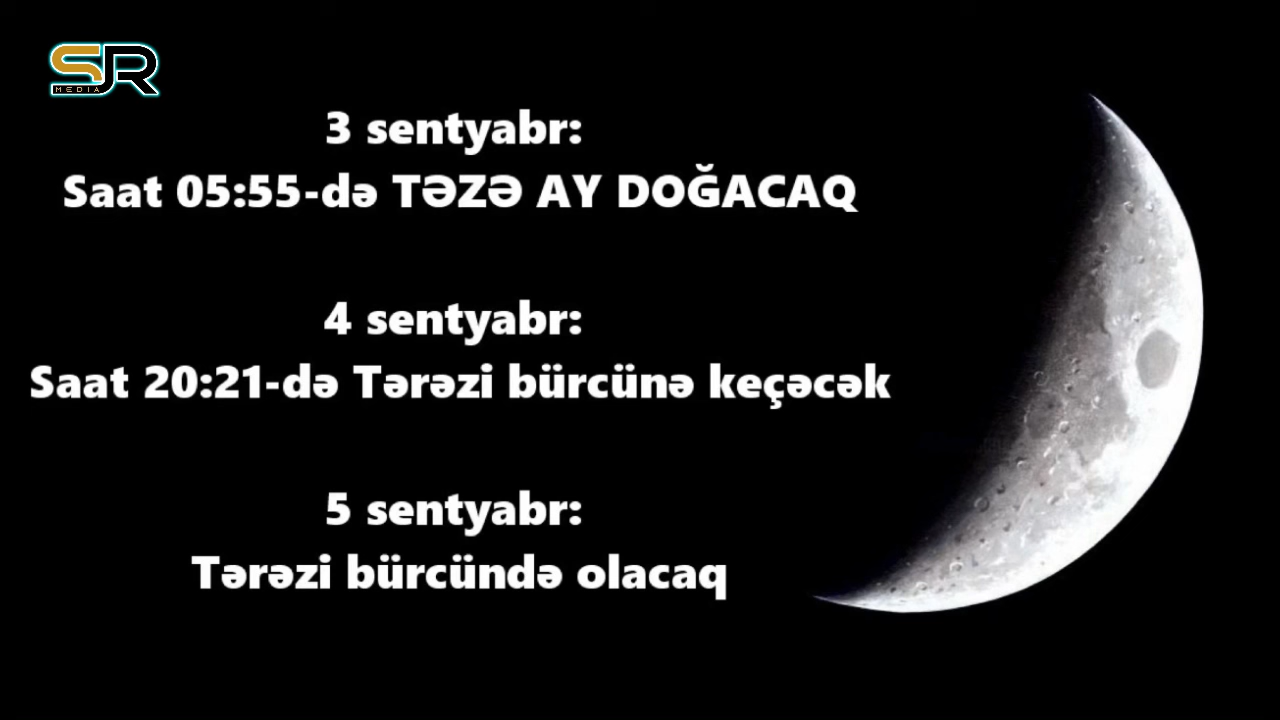 SR
MEDIA
3 sentyabr:
Saat 05:55-də TƏZƏ AY DOĞACAQ
4 sentyabr:
Saat 20:21-də Tərəzi bürcünə keçəcək
5 sentyabr:
Tərəzi bürcündə olacaq